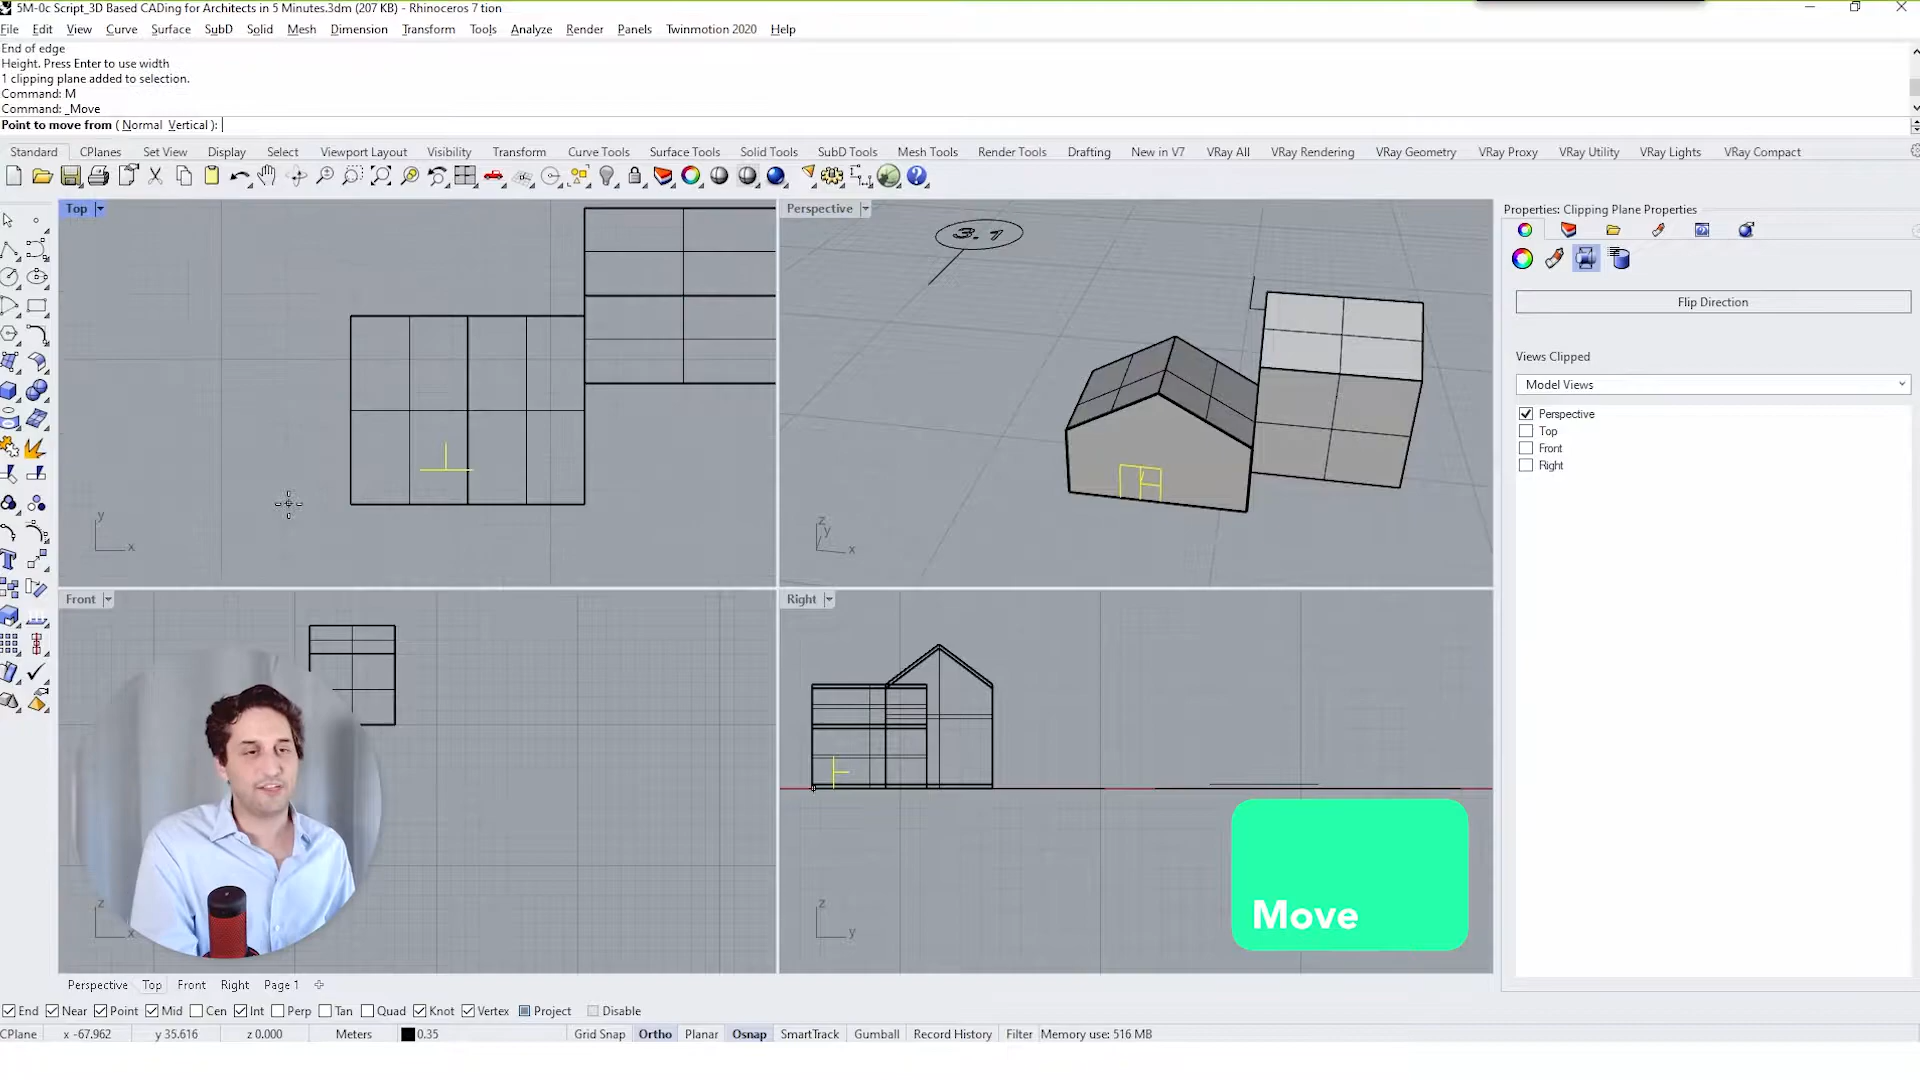 5M-0c Script_3D Based CADing for Architects in 5 Minutes.3dm (207 KB) - Rhinoceros 7 tion
File Edit View Curve Surface SubD Solid Mesh Dimension Transform Tools Analyze Render Panels Twinmotion 2020 Help
End of edge
Height. Press Enter to use width
1 clipping plane added to selection.
Command: M
Command: _Move
Point to move from ( Normal Vertical ):
Standard CPlanes Set View Display Select Viewport Layout Visibility Transform Curve Tools Surface Tools Solid Tools SubD Tools Mesh Tools Render Tools Drafting New in V7 VRay All VRay Rendering VRay Geometry VRay Proxy VRay Utility VRay Lights VRay Compact
Top
y
x
Perspective
3.1
z
y
x
Front
z
x
Right
z
y
Move
Properties: Clipping Plane Properties
Flip Direction
Views Clipped
Model Views
Perspective
Top
Front
Right
Perspective Top Front Right Page 1
End Near Point Mid Cen Int Perp Tan Quad Knot Vertex Project Disable
CPlane x -67.962 y 35.616 z 0.000 Meters 0.35 Grid Snap Ortho Planar Osnap SmartTrack Gumball Record History Filter Memory use: 516 MB